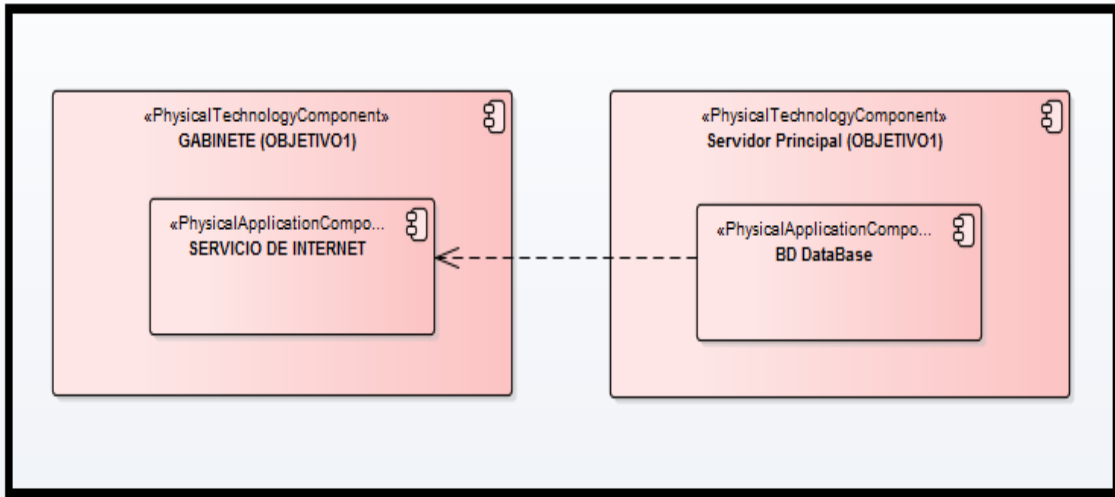 «PhysicalTechnologyComponent»
GABINETE (OBJETIVO1)
«PhysicalApplicationCompo...
SERVICIO DE INTERNET
«PhysicalTechnologyComponent»
Servidor Principal (OBJETIVO1)
«PhysicalApplicationCompo...
BD DataBase